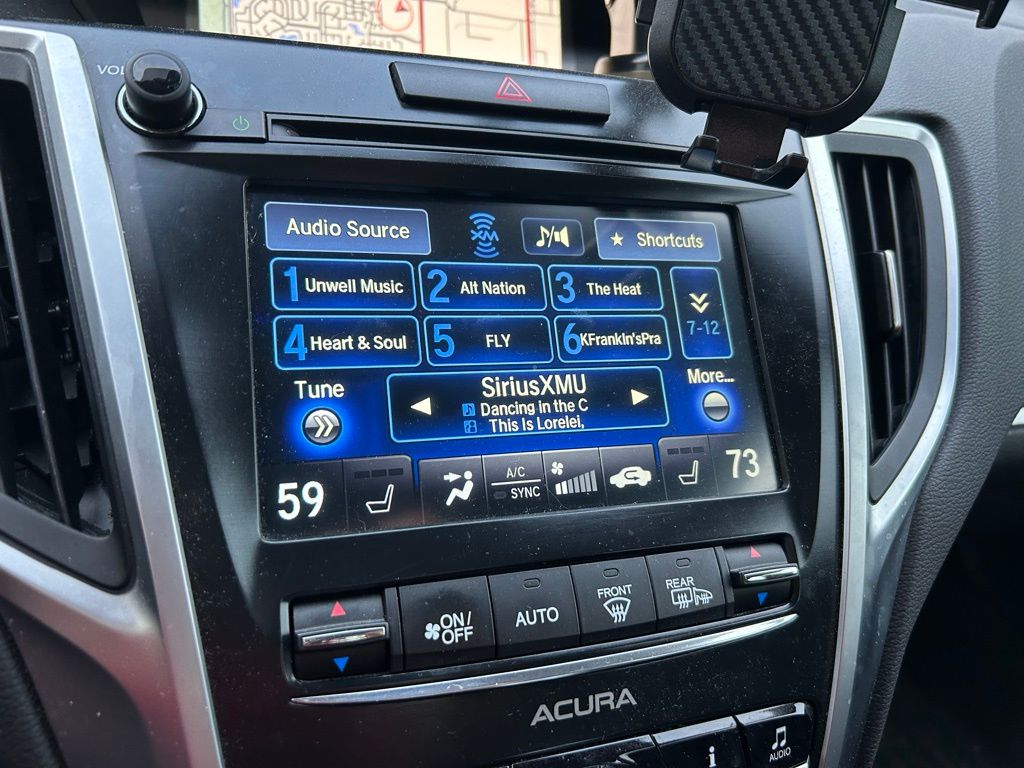 VOL
Audio Source
XM
★ Shortcuts
1 Unwell Music
2 Alt Nation
3 The Heat
7-12
4 Heart & Soul
5 FLY
6 KFrankin'sPra
Tune
SiriusXMU
Dancing in the C
This Is Lorelei,
More...
59
A/C
SYNC
73
ON/
OFF
AUTO
FRONT
REAR
ACURA
i
AUDIO